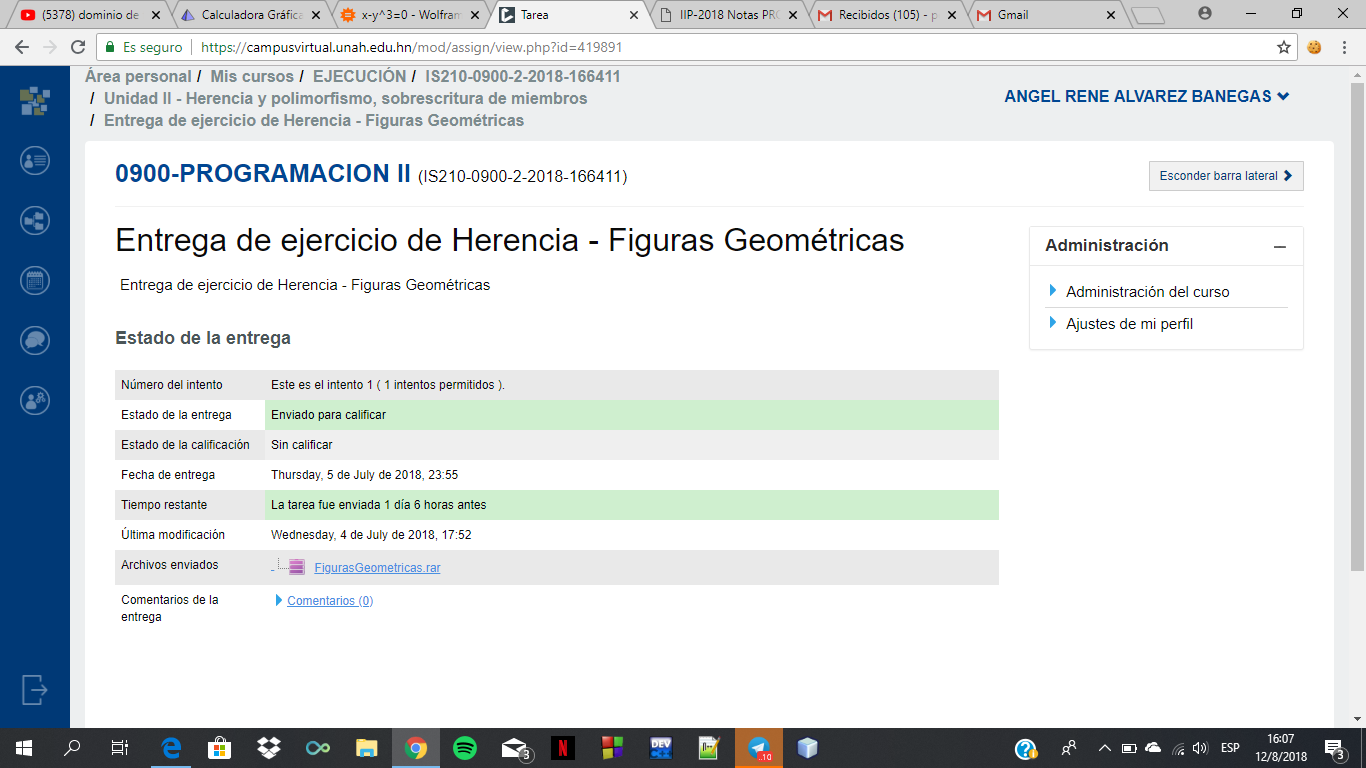 (5378) dominio de
Calculadora Gráfica
x-y^3=0 - Wolfram
Tarea
IIP-2018 Notas PRO
Recibidos (105) - p
Gmail
Es seguro
https://campusvirtual.unah.edu.hn/mod/assign/view.php?id=419891
Área personal / Mis cursos / EJECUCIÓN / IS210-0900-2-2018-166411
/ Unidad II - Herencia y polimorfismo, sobrescritura de miembros
/ Entrega de ejercicio de Herencia - Figuras Geométricas
ANGEL RENE ALVAREZ BANEGAS
0900-PROGRAMACION II (IS210-0900-2-2018-166411)
Esconder barra lateral
Entrega de ejercicio de Herencia - Figuras Geométricas
Entrega de ejercicio de Herencia - Figuras Geométricas
Estado de la entrega
Número del intento Este es el intento 1 ( 1 intentos permitidos ).
Estado de la entrega Enviado para calificar
Estado de la calificación Sin calificar
Fecha de entrega Thursday, 5 de July de 2018, 23:55
Tiempo restante La tarea fue enviada 1 día 6 horas antes
Última modificación Wednesday, 4 de July de 2018, 17:52
Archivos enviados FigurasGeometricas.rar
Comentarios de la
entrega
Comentarios (0)
Administración
Administración del curso
Ajustes de mi perfil
3
N
DEV
..10
ESP
16:07
12/8/2018
3